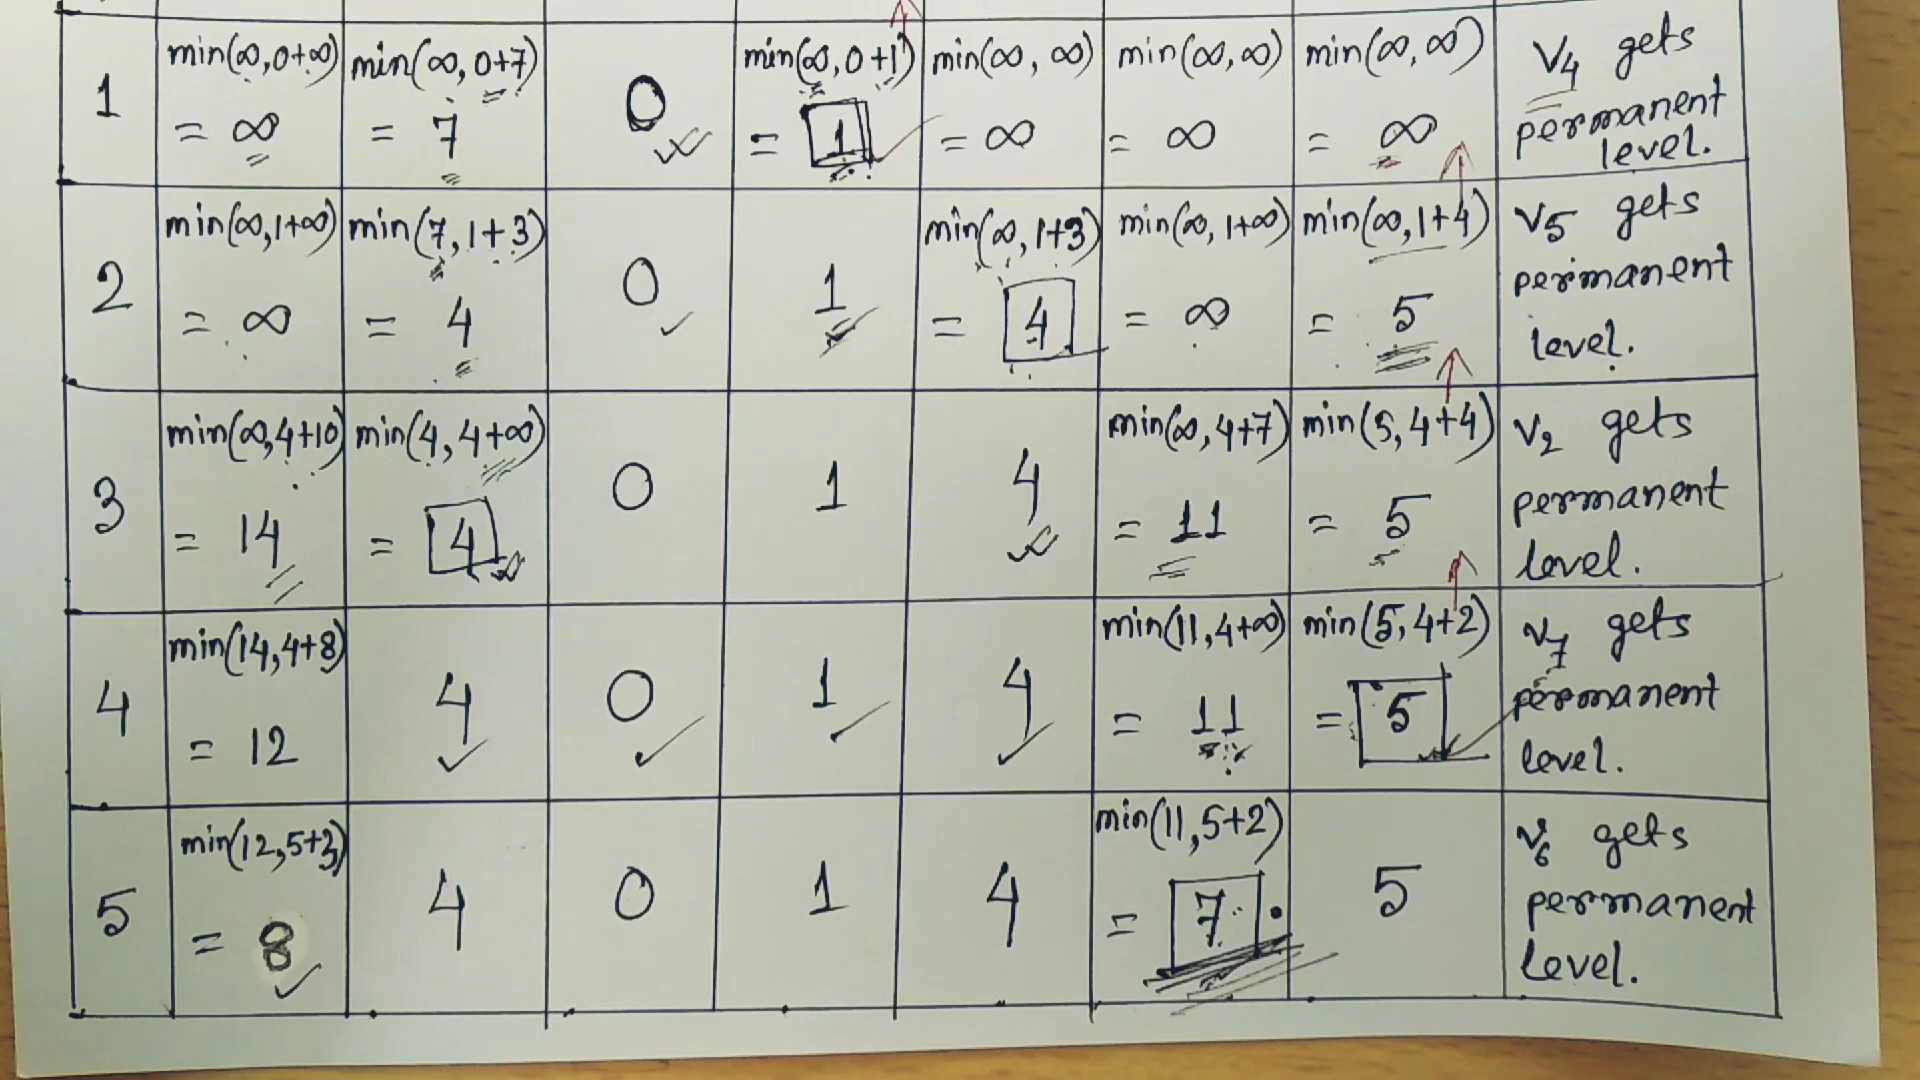 1
min(∞,0+∞)
= ∞
min(∞, 0+7)
= 7
0
min(∞,0+1)
= 1
min(∞, ∞)
= ∞
min(∞,∞)
= ∞
min(∞,∞)
= ∞
V4 gets
permanent
level.
2
min(∞,1+∞)
= ∞
min(7,1+3)
= 4
0
1
min(∞,1+3)
= 4
min(∞,1+∞)
= ∞
min(∞,1+4)
= 5
V5 gets
permanent
level.
3
min(∞,4+10)
= 14
min(4,4+∞)
= 4
0
1
4
min(∞,4+7)
= 11
min(5,4+4)
= 5
V2 gets
permanent
level.
4
min(14,4+8)
= 12
4
0
1
4
min(11,4+∞)
= 11
min(5,4+2)
= 5
V7 gets
permanent
level.
5
min(12,5+3)
= 8
4
0
1
4
min(11,5+2)
= 7
5
V6 gets
permanent
level.